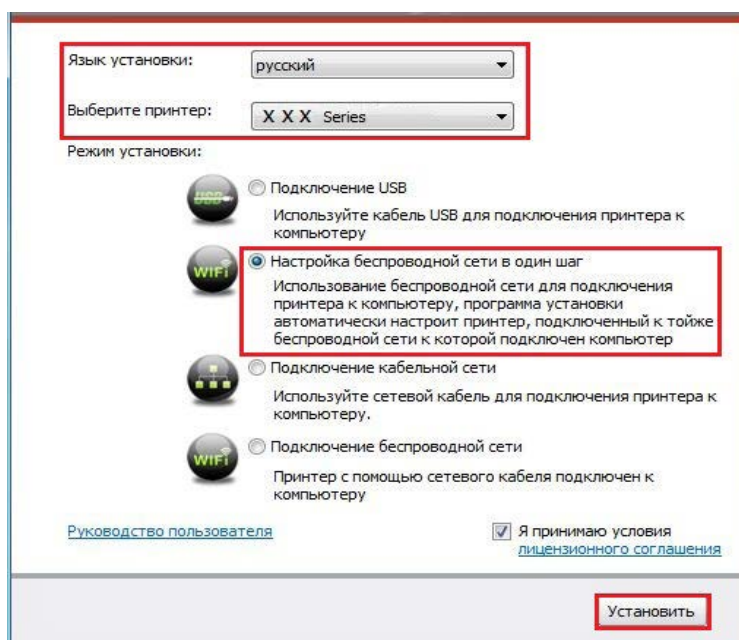 Язык установки: русский
Выберите принтер: X X X Series
Режим установки:
USB
Подключение USB
Используйте кабель USB для подключения принтера к
компьютеру
WiFi
Настройка беспроводной сети в один шаг
Использование беспроводной сети для подключения
принтера к компьютеру, программа установки
автоматически настроит принтер, подключенный к тойже
беспроводной сети к которой подключен компьютер
Подключение кабельной сети
Используйте сетевой кабель для подключения принтера к
компьютеру.
WiFi
Подключение беспроводной сети
Принтер с помощью сетевого кабеля подключен к
компьютеру
Руководство пользователя
Я принимаю условия
лицензионного соглашения
Установить